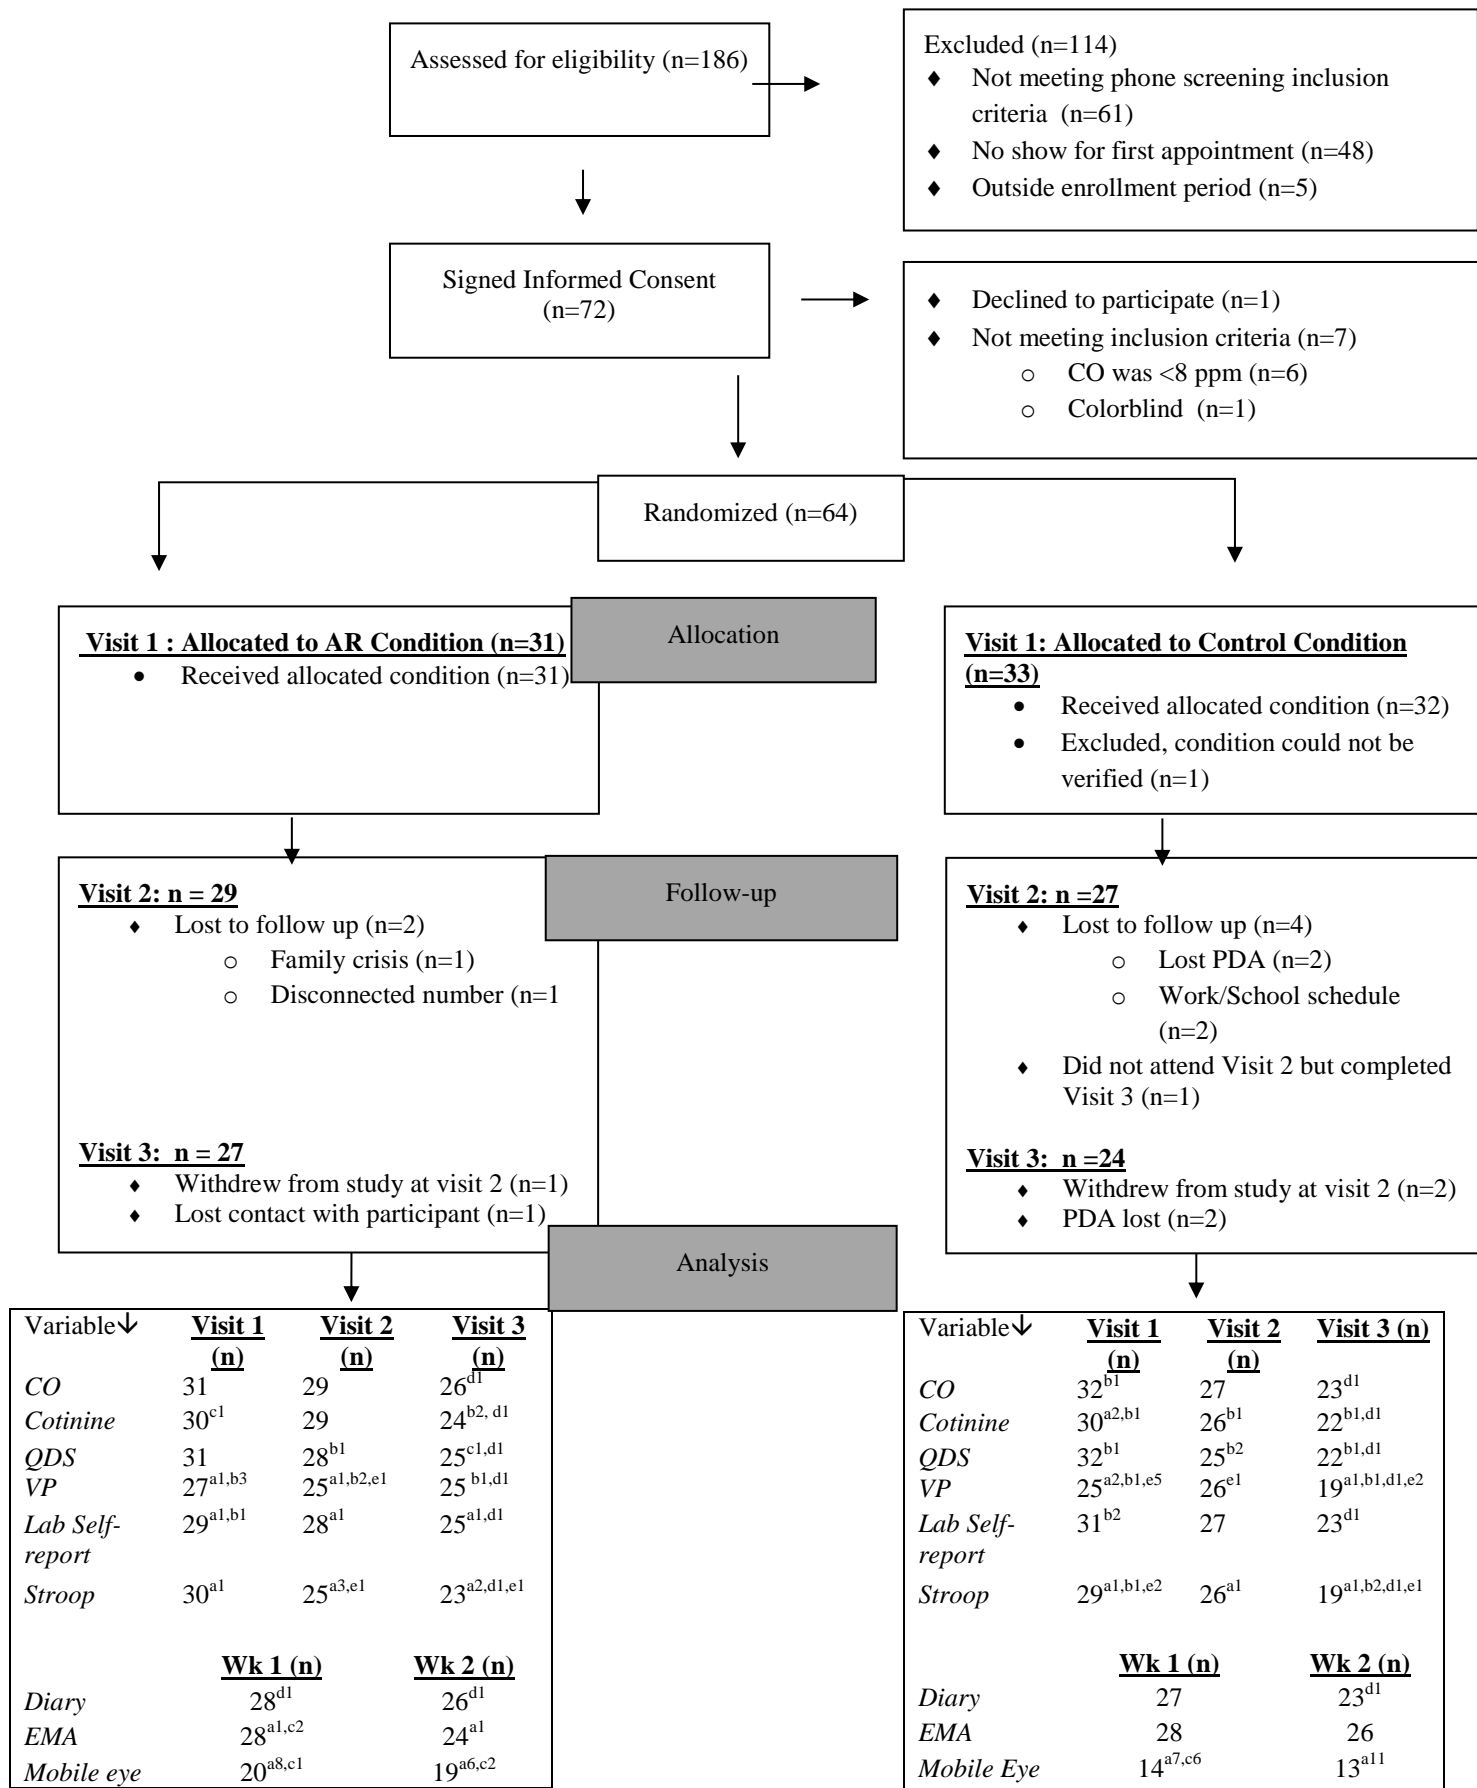 Assessed for eligibility (n=186)
Excluded (n=114)
♦ Not meeting phone screening inclusion
criteria (n=61)
♦ No show for first appointment (n=48)
♦ Outside enrollment period (n=5)
Signed Informed Consent
(n=72)
♦ Declined to participate (n=1)
♦ Not meeting inclusion criteria (n=7)
o CO was <8 ppm (n=6)
o Colorblind (n=1)
Randomized (n=64)
Allocation
Visit 1 : Allocated to AR Condition (n=31)
• Received allocated condition (n=31)
Visit 1: Allocated to Control Condition
(n=33)
• Received allocated condition (n=32)
• Excluded, condition could not be
verified (n=1)
Follow-up
Visit 2: n = 29
♦ Lost to follow up (n=2)
o Family crisis (n=1)
o Disconnected number (n=1
Visit 3: n = 27
♦ Withdrew from study at visit 2 (n=1)
♦ Lost contact with participant (n=1)
Visit 2: n =27
♦ Lost to follow up (n=4)
o Lost PDA (n=2)
o Work/School schedule
(n=2)
♦ Did not attend Visit 2 but completed
Visit 3 (n=1)
Visit 3: n =24
♦ Withdrew from study at visit 2 (n=2)
♦ PDA lost (n=2)
Analysis
Variable↓ Visit 1 Visit 2 Visit 3
(n) (n) (n)
CO 31 29 26d1
Cotinine 30c1 29 24b2, d1
QDS 31 28b1 25c1,d1
VP 27a1,b3 25a1,b2,e1 25 b1,d1
Lab Self- 29a1,b1 28a1 25a1,d1
report
Stroop 30a1 25a3,e1 23a2,d1,e1
Wk 1 (n) Wk 2 (n)
Diary 28d1 26d1
EMA 28a1,c2 24a1
Mobile eye 20a8,c1 19a6,c2
Variable↓ Visit 1 Visit 2 Visit 3 (n)
(n) (n)
CO 32b1 27 23d1
Cotinine 30a2,b1 26b1 22b1,d1
QDS 32b1 25b2 22b1,d1
VP 25a2,b1,e5 26e1 19a1,b1,d1,e2
Lab Self- 31b2 27 23d1
report
Stroop 29a1,b1,e2 26a1 19a1,b2,d1,e1
Wk 1 (n) Wk 2 (n)
Diary 27 23d1
EMA 28 26
Mobile Eye 14a7,c6 13a11